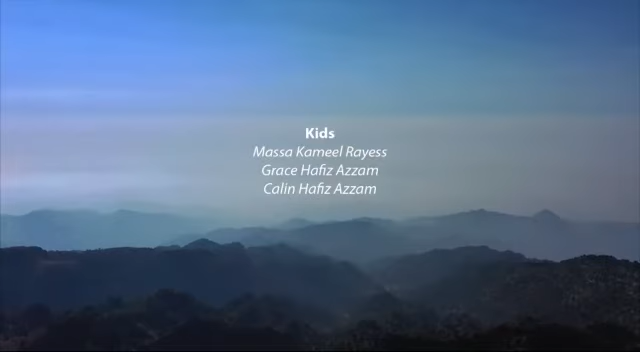 Kids
Massa Kameel Rayess
Grace Hafiz Azzam
Calin Hafiz Azzam